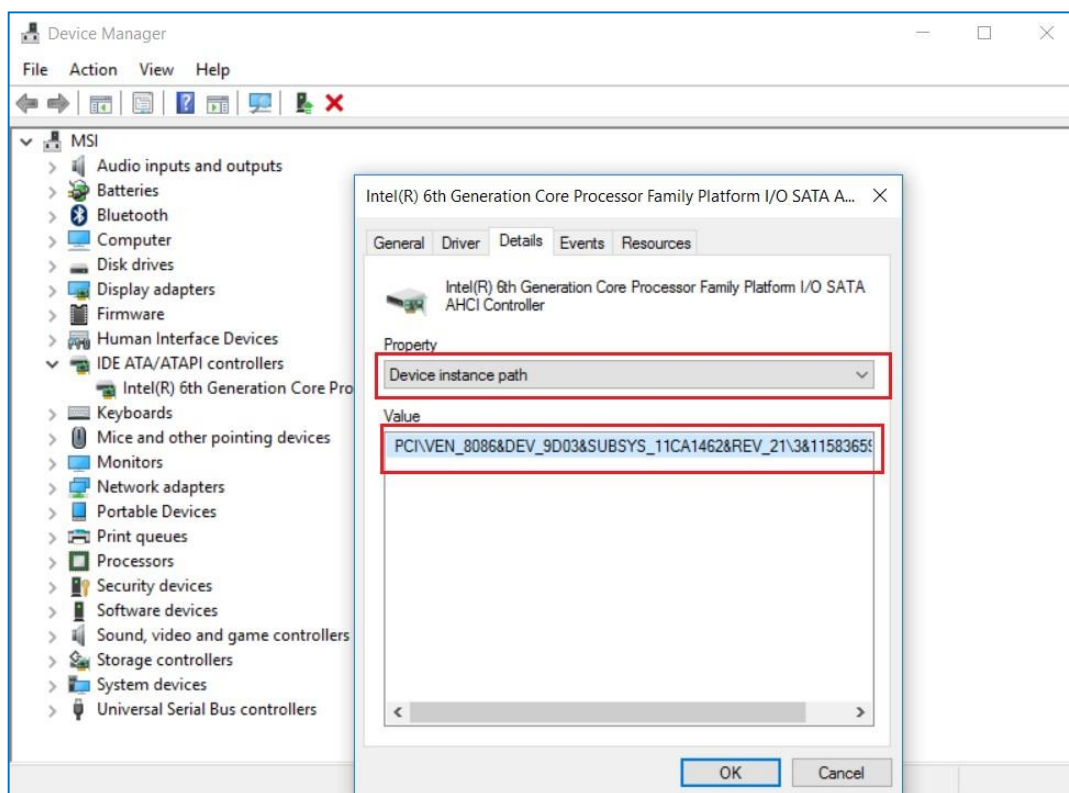 Device Manager
File Action View Help
MSI
Audio inputs and outputs
Batteries
Bluetooth
Computer
Disk drives
Display adapters
Firmware
Human Interface Devices
IDE ATA/ATAPI controllers
Intel(R) 6th Generation Core Pro
Keyboards
Mice and other pointing devices
Monitors
Network adapters
Portable Devices
Print queues
Processors
Security devices
Software devices
Sound, video and game controllers
Storage controllers
System devices
Universal Serial Bus controllers
Intel(R) 6th Generation Core Processor Family Platform I/O SATA A...
General Driver Details Events Resources
Intel(R) 6th Generation Core Processor Family Platform I/O SATA
AHCI Controller
Property
Device instance path
Value
PCI\VEN_8086&DEV_9D03&SUBSYS_11CA1462&REV_21\3&11583659
OK Cancel